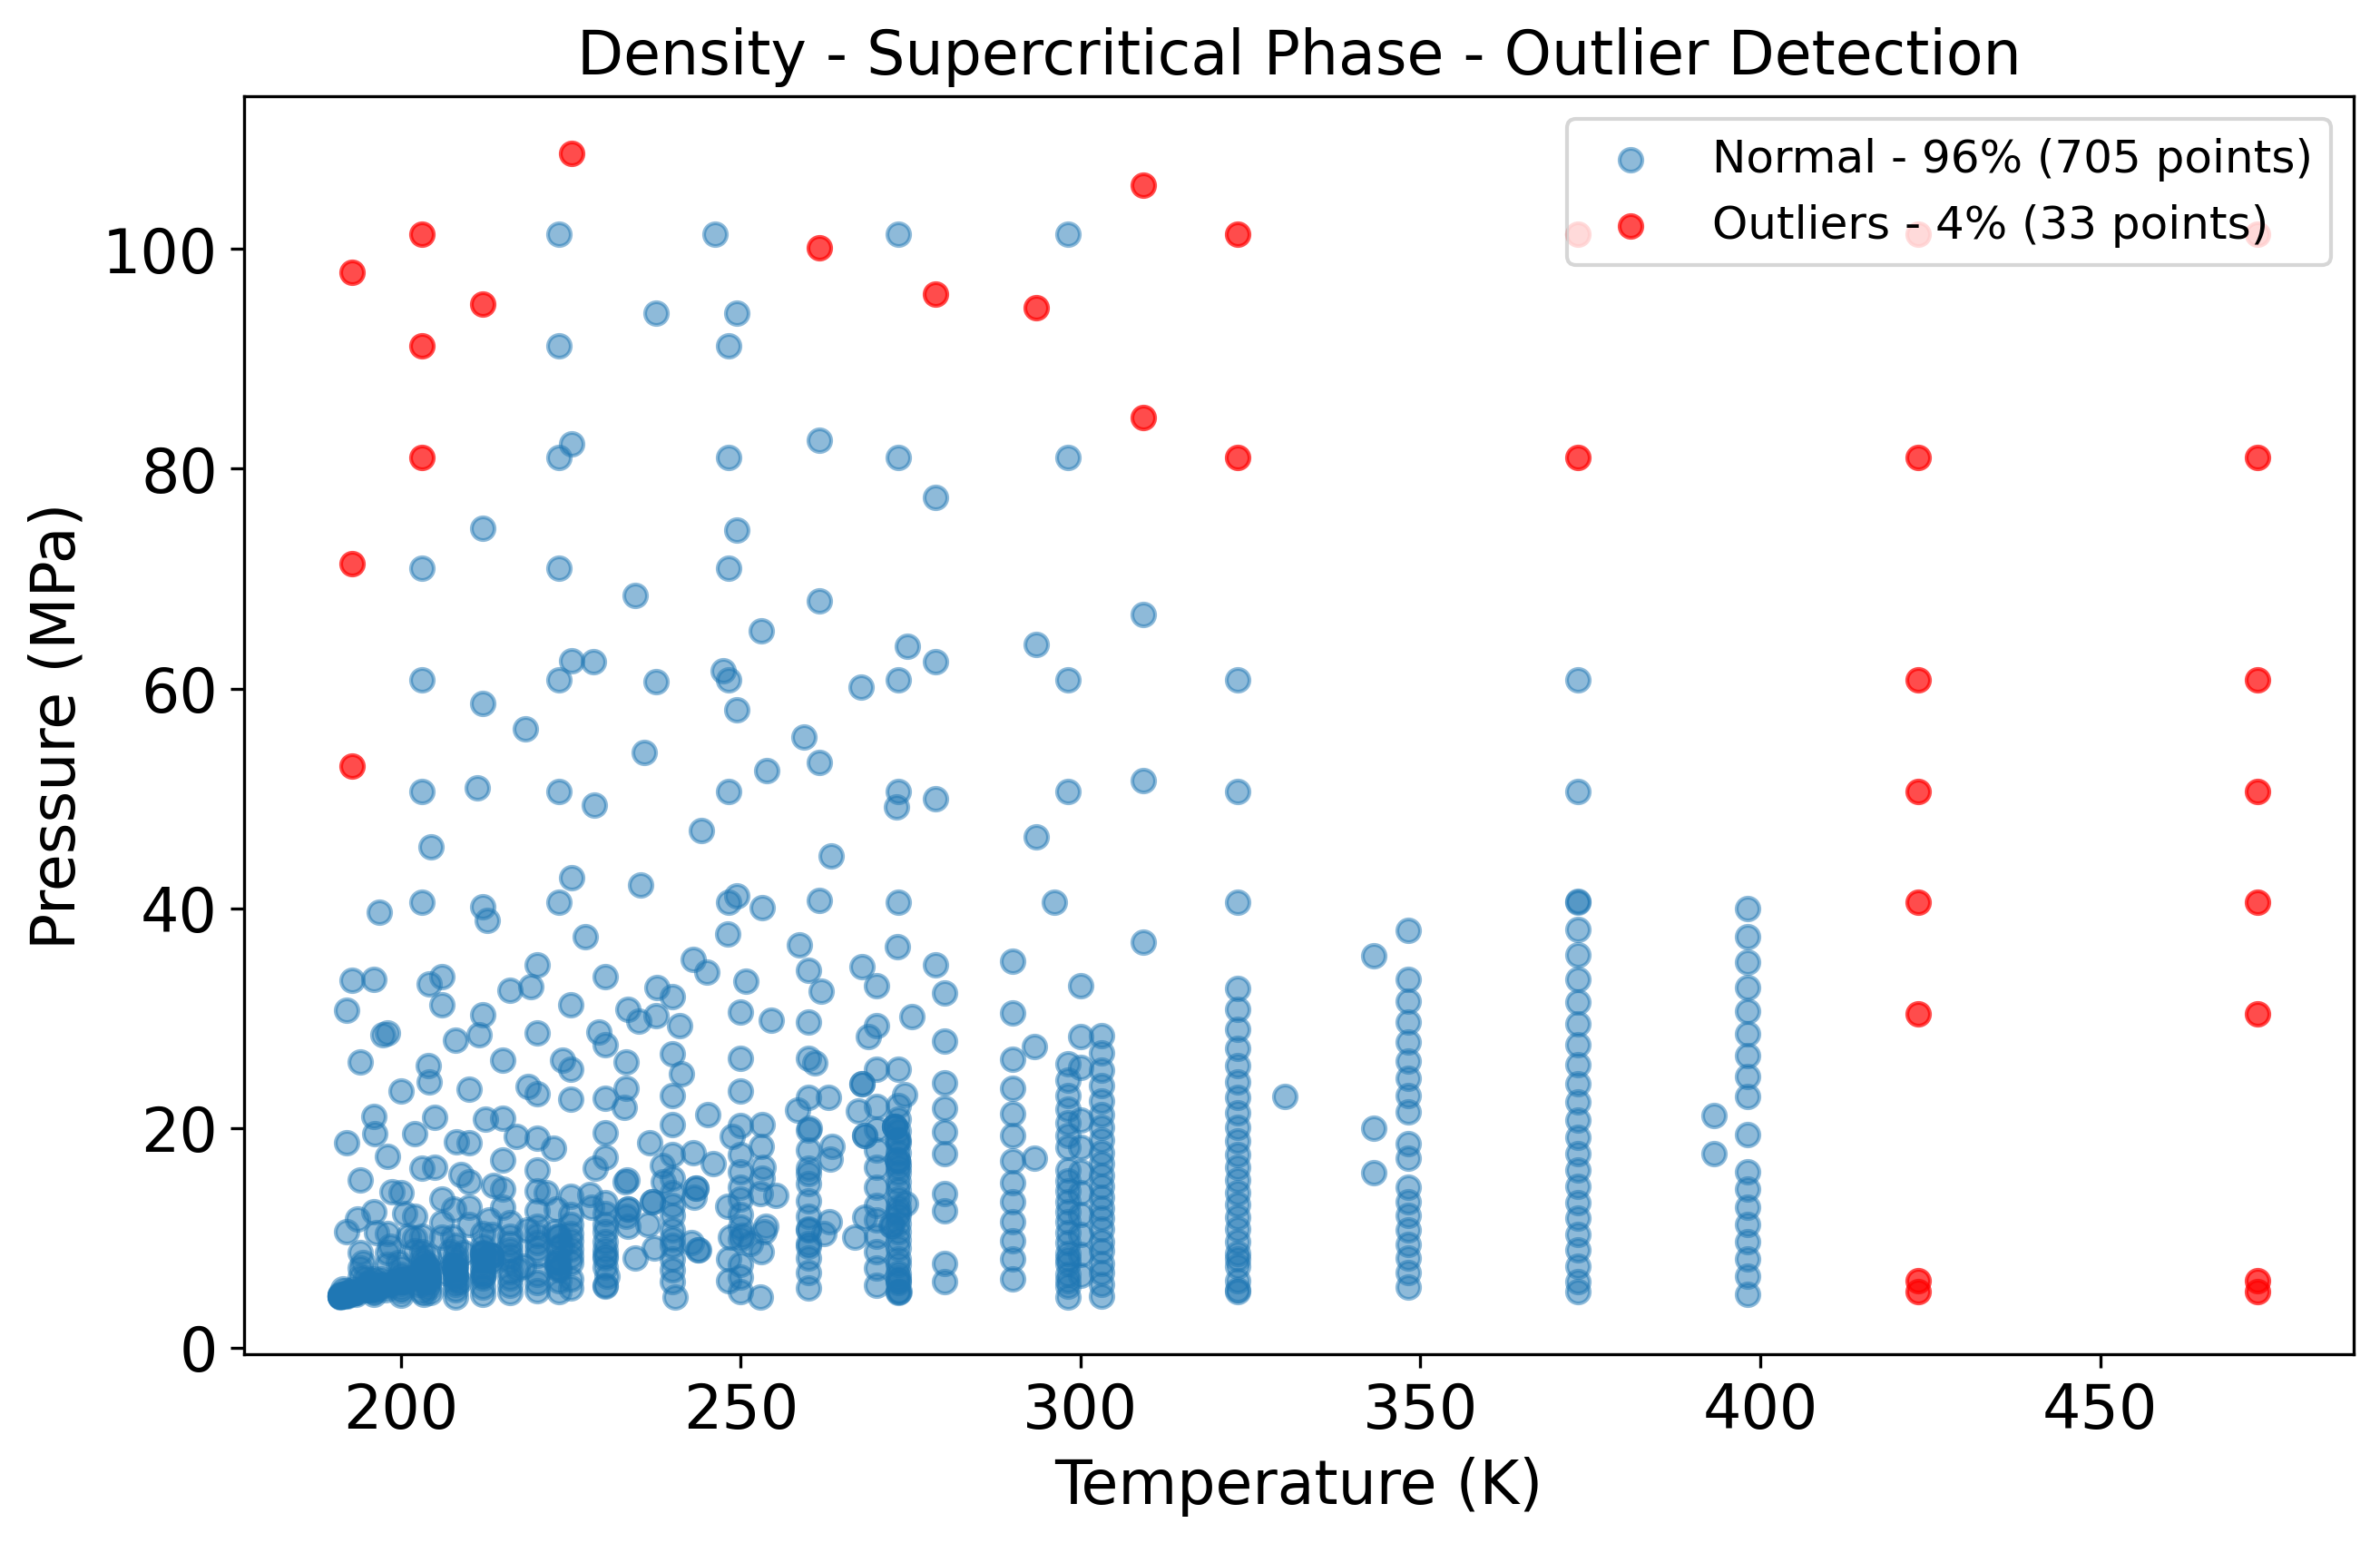 Density - Supercritical Phase - Outlier Detection
Normal - 96% (705 points)
Outliers - 4% (33 points)
Pressure (MPa)
100
80
60
40
20
0
200 250 300 350 400 450
Temperature (K)